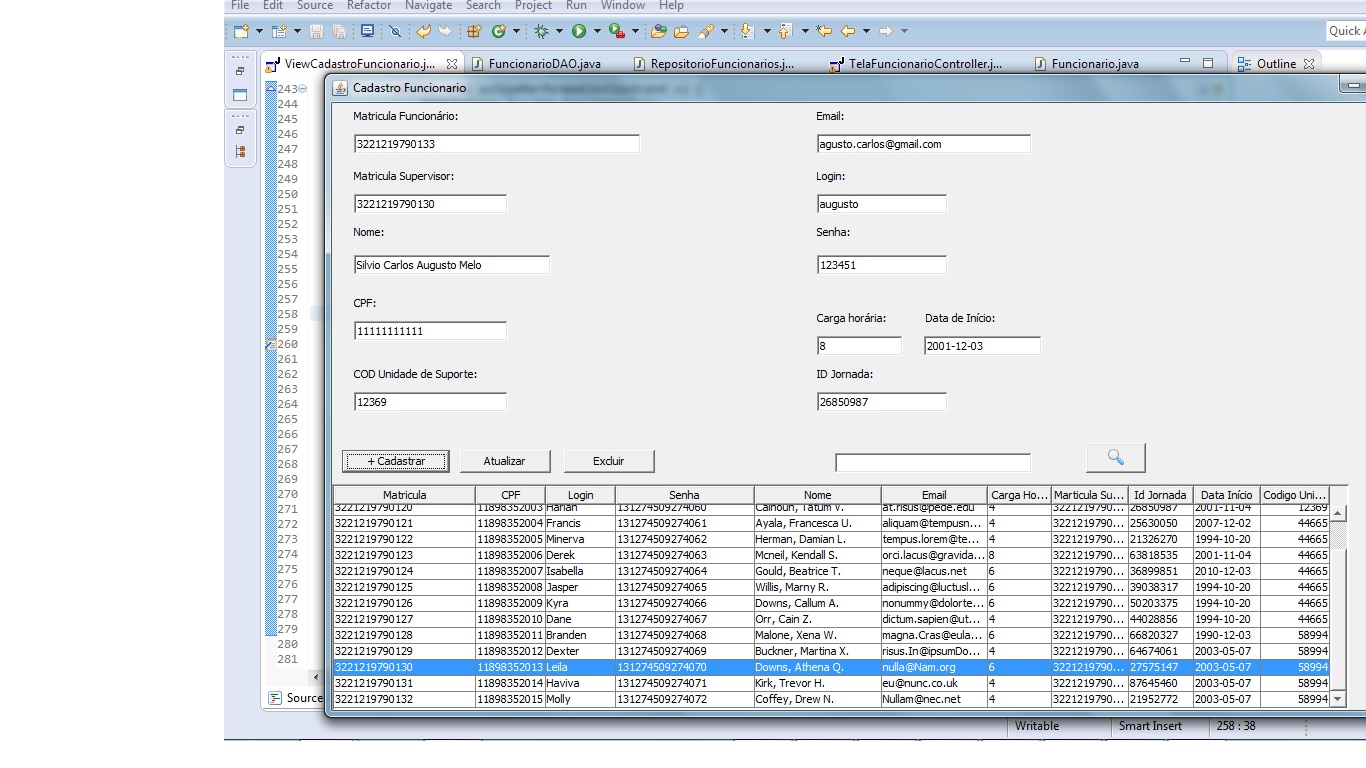 File Edit Source Refactor Navigate Search Project Run Window Help
Quick A
ViewCadastroFuncionario.j... FuncionarioDAO.java RepositorioFuncionarios.j... TelaFuncionarioController.j... Funcionario.java Outline
Cadastro Funcionario
243
244
245
246
247
248
249
250
251
252
253
254
255
256
257
258
259
260
261
262
263
264
265
266
267
268
269
270
271
272
273
274
275
276
277
278
279
280
281
Matricula Funcionário: Email:
3221219790133 agusto.carlos@gmail.com
Matricula Supervisor: Login:
3221219790130 augusto
Nome: Senha:
Silvio Carlos Augusto Melo 123451
CPF: Carga horária: Data de Início:
11111111111 8 2001-12-03
COD Unidade de Suporte: ID Jornada:
12369 26850987
+ Cadastrar Atualizar Excluir
Matricula CPF Login Senha Nome Email Carga Ho... Marticula Su... Id Jornada Data Início Codigo Uni...
3221219790120 11898352003 Harlan 131274509274060 Calhoun, Tatum V. at.risus@pede.edu 4 3221219790... 26850987 2001-11-04 12369
3221219790121 11898352004 Francis 131274509274061 Ayala, Francesca U. aliquam@tempusn... 4 3221219790... 25630050 2007-12-02 44665
3221219790122 11898352005 Minerva 131274509274062 Herman, Damian L. tempus.lorem@te... 4 3221219790... 21326270 1994-10-20 44665
3221219790123 11898352006 Derek 131274509274063 Mcneil, Kendall S. orci.lacus@gravida... 8 3221219790... 63818535 2001-11-04 44665
3221219790124 11898352007 Isabella 131274509274064 Gould, Beatrice T. neque@lacus.net 6 3221219790... 36899851 2010-12-03 44665
3221219790125 11898352008 Jasper 131274509274065 Willis, Marny R. adipiscing@luctusl... 6 3221219790... 39038317 1994-10-20 44665
3221219790126 11898352009 Kyra 131274509274066 Downs, Callum A. nonummy@dolorte... 6 3221219790... 50203375 1994-10-20 44665
3221219790127 11898352010 Dane 131274509274067 Orr, Cain Z. dictum.sapien@ut... 4 3221219790... 44028856 1994-10-20 44665
3221219790128 11898352011 Branden 131274509274068 Malone, Xena W. magna.Cras@eula... 6 3221219790... 66820327 1990-12-03 58994
3221219790129 11898352012 Dexter 131274509274069 Buckner, Martina X. risus.In@ipsumDo... 4 3221219790... 64674061 2003-05-07 58994
3221219790130 11898352013 Leila 131274509274070 Downs, Athena Q. nulla@Nam.org 6 3221219790... 27575147 2003-05-07 58994
3221219790131 11898352014 Haviva 131274509274071 Kirk, Trevor H. eu@nunc.co.uk 4 3221219790... 87645460 2003-05-07 58994
3221219790132 11898352015 Molly 131274509274072 Coffey, Drew N. Nullam@nec.net 4 3221219790... 21952772 2003-05-07 58994
Source
Writable Smart Insert 258 : 38